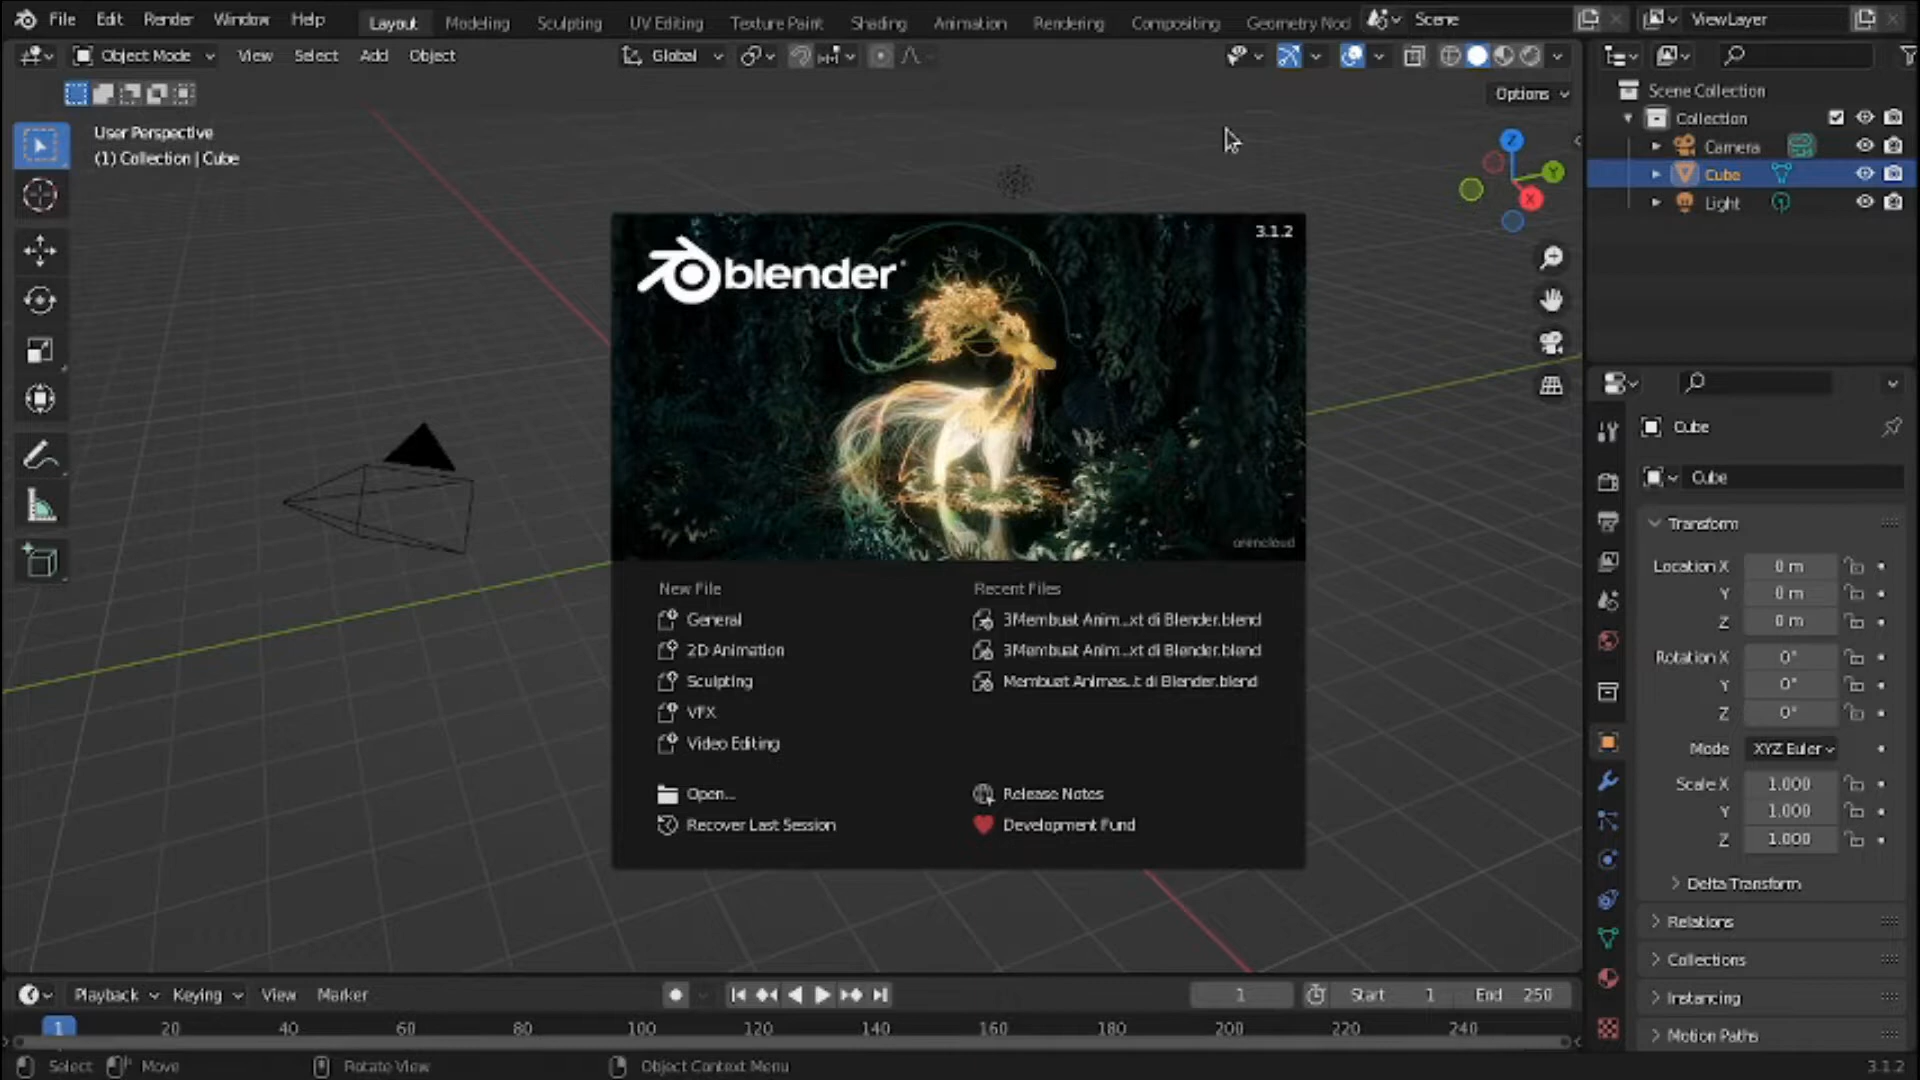 File Edit Render Window Help Layout Modeling Sculpting UV Editing Texture Paint Shading Animation Rendering Compositing Geometry Nod Scene ViewLayer
Object Mode View Select Add Object Global
Options
User Perspective
(1) Collection | Cube
Z
Y
X
Scene Collection
Collection
Camera
Cube
Light
blender
3.1.2
New File
General
2D Animation
Sculpting
VFX
Video Editing
Open...
Recover Last Session
Recent Files
3Membuat Anim...xt di Blender.blend
3Membuat Anim...xt di Blender.blend
Membuat Animas...t di Blender.blend
Release Notes
Development Fund
Cube
Cube
Transform
Location X 0 m
Y 0 m
Z 0 m
Rotation X 0°
Y 0°
Z 0°
Mode XYZ Euler
Scale X 1.000
Y 1.000
Z 1.000
Delta Transform
Relations
Collections
Instancing
Motion Paths
Playback Keying View Marker 1 Start 1 End 250
1 20 40 60 80 100 120 140 160 180 200 220 240
Select Move Rotate View Object Context Menu 3.1.2